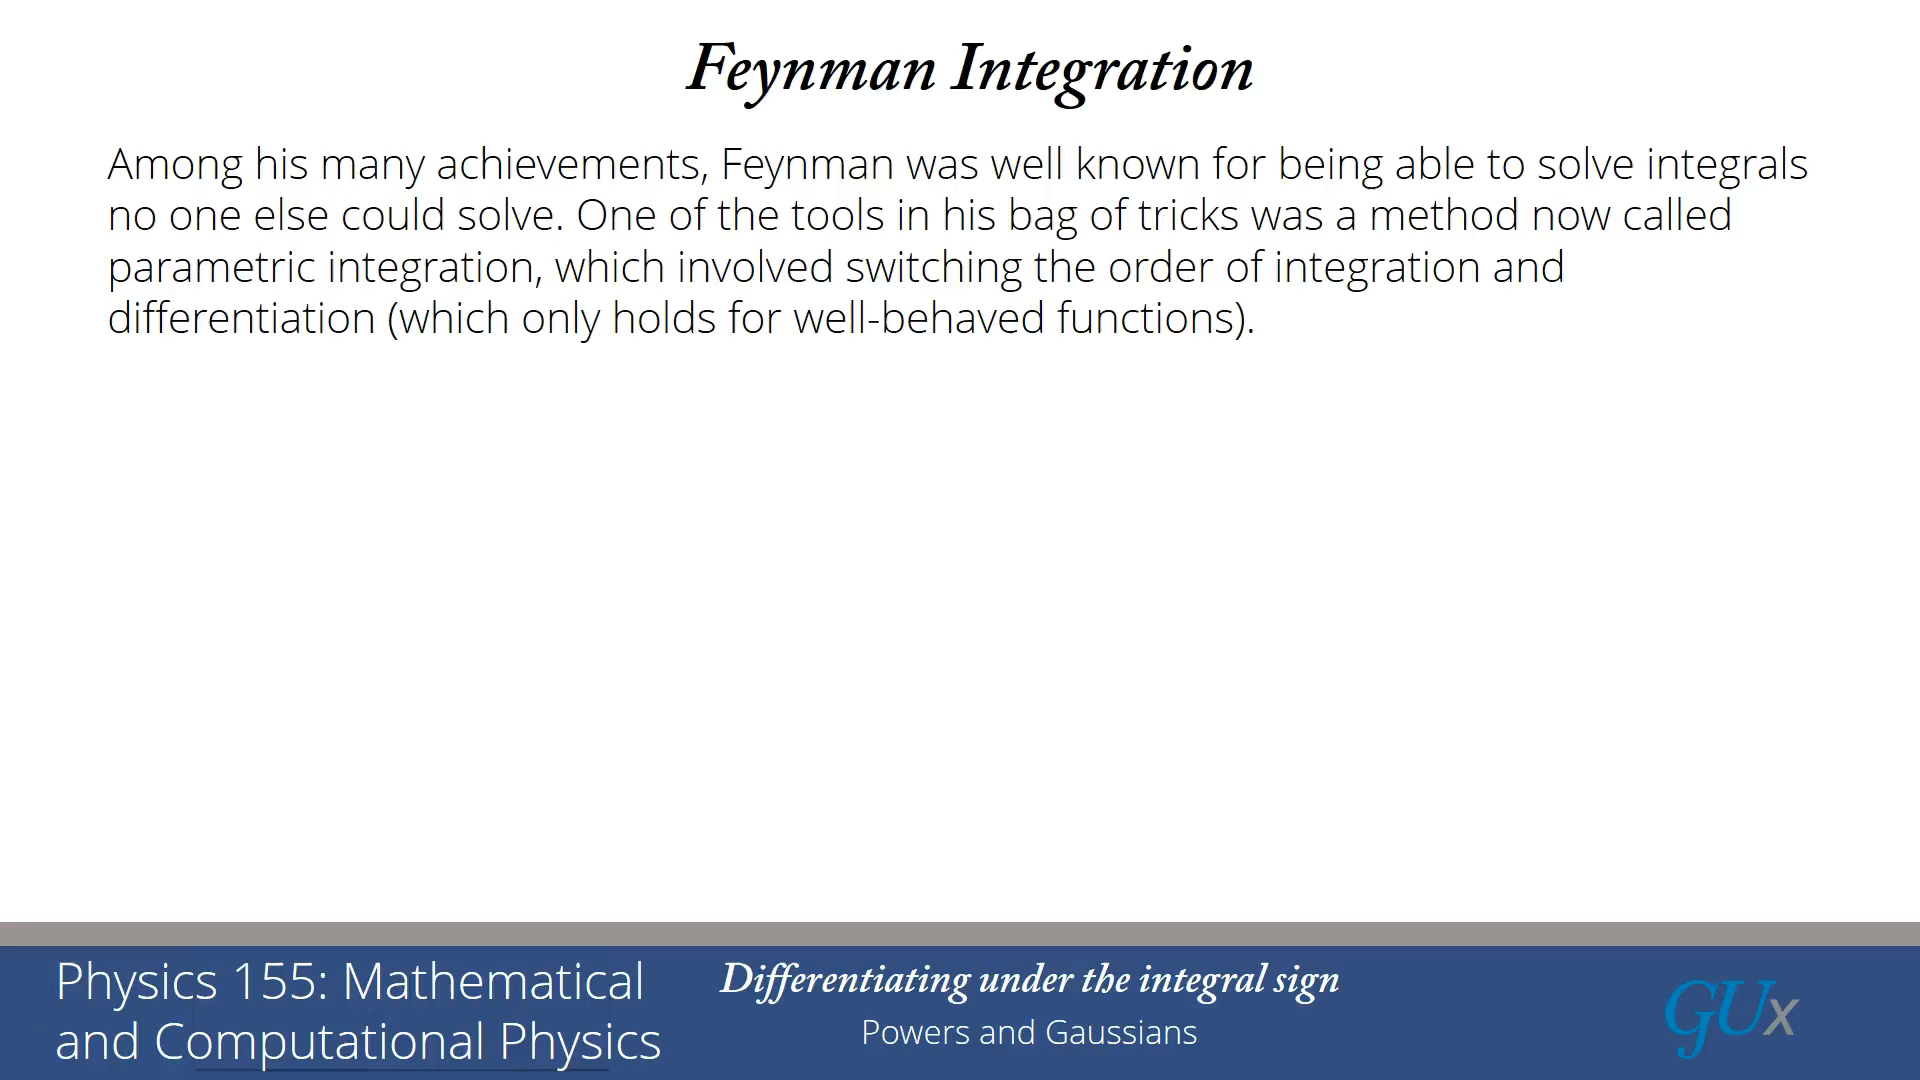 Feynman Integration
Among his many achievements, Feynman was well known for being able to solve integrals
no one else could solve. One of the tools in his bag of tricks was a method now called
parametric integration, which involved switching the order of integration and
differentiation (which only holds for well-behaved functions).
Physics 155: Mathematical
and Computational Physics
Differentiating under the integral sign
Powers and Gaussians
GUx